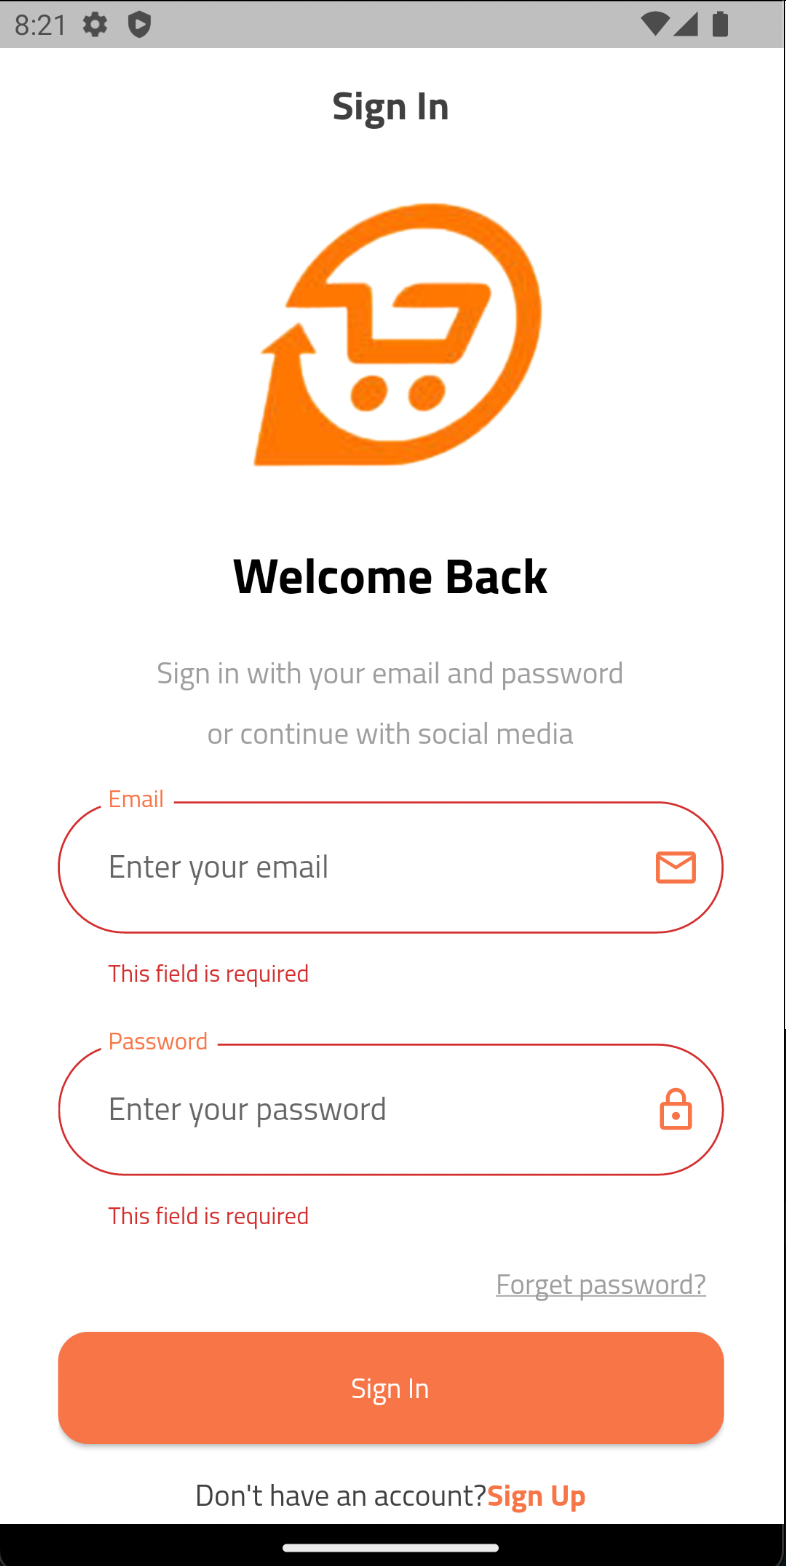 8:21
Sign In
Welcome Back
Sign in with your email and password
or continue with social media
Email
Enter your email
This field is required
Password
Enter your password
This field is required
Forget password?
Sign In
Don't have an account?Sign Up